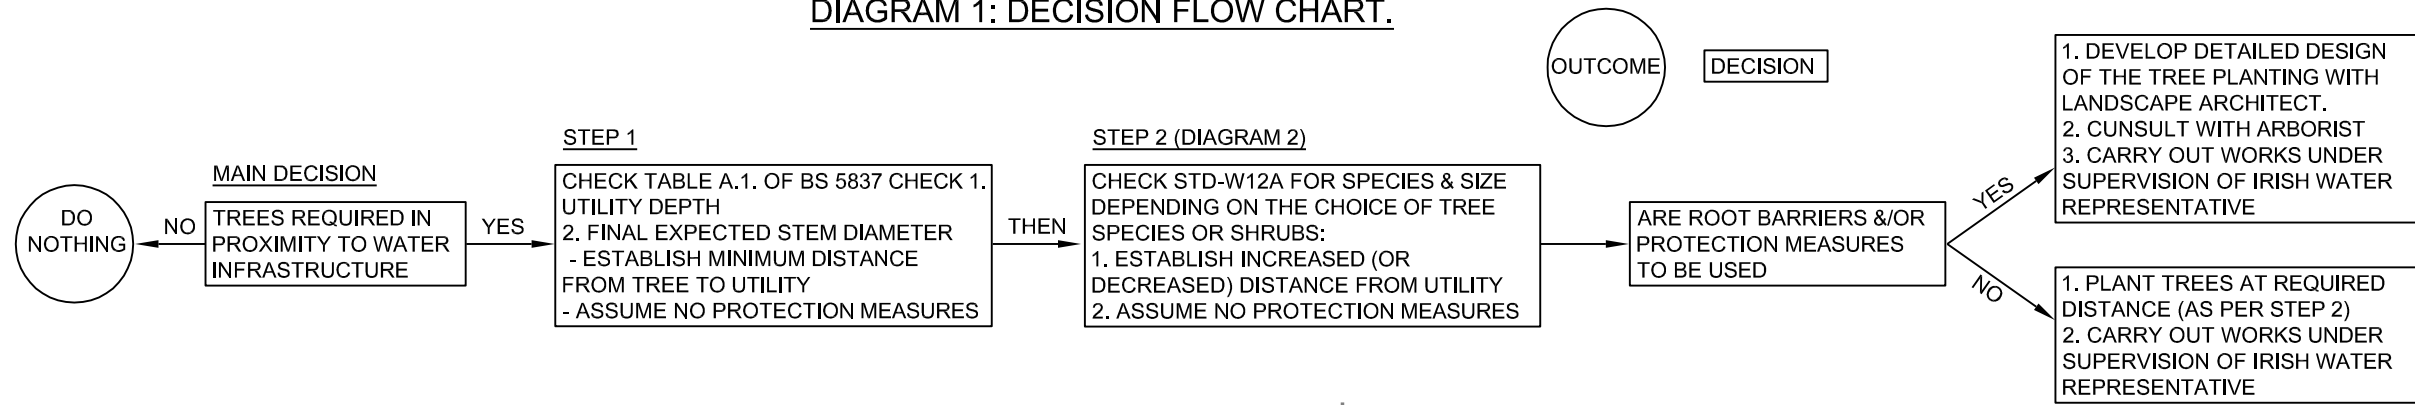 DIAGRAM 1: DECISION FLOW CHART.
OUTCOME
DECISION
DO
NOTHING
NO
MAIN DECISION
TREES REQUIRED IN
PROXIMITY TO WATER
INFRASTRUCTURE
YES
STEP 1
CHECK TABLE A.1. OF BS 5837 CHECK 1.
UTILITY DEPTH
2. FINAL EXPECTED STEM DIAMETER
- ESTABLISH MINIMUM DISTANCE
FROM TREE TO UTILITY
- ASSUME NO PROTECTION MEASURES
THEN
STEP 2 (DIAGRAM 2)
CHECK STD-W12A FOR SPECIES & SIZE
DEPENDING ON THE CHOICE OF TREE
SPECIES OR SHRUBS:
1. ESTABLISH INCREASED (OR
DECREASED) DISTANCE FROM UTILITY
2. ASSUME NO PROTECTION MEASURES
ARE ROOT BARRIERS &/OR
PROTECTION MEASURES
TO BE USED
YES
1. DEVELOP DETAILED DESIGN
OF THE TREE PLANTING WITH
LANDSCAPE ARCHITECT.
2. CUNSULT WITH ARBORIST
3. CARRY OUT WORKS UNDER
SUPERVISION OF IRISH WATER
REPRESENTATIVE
NO
1. PLANT TREES AT REQUIRED
DISTANCE (AS PER STEP 2)
2. CARRY OUT WORKS UNDER
SUPERVISION OF IRISH WATER
REPRESENTATIVE